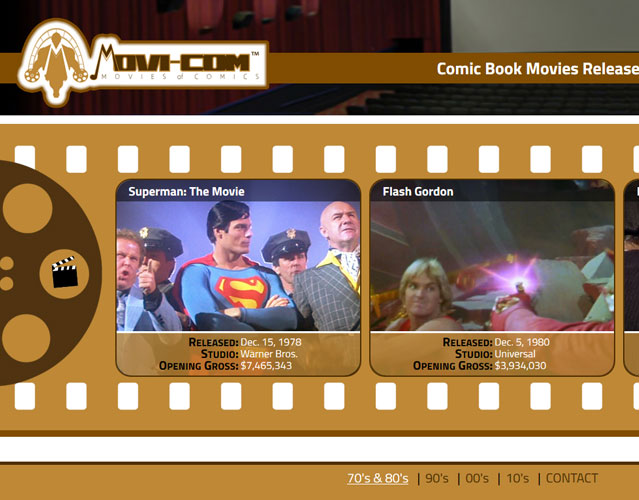 MOVI-COM™
MOVIES of COMICS
Comic Book Movies Release
Superman: The Movie
Released: Dec. 15, 1978
Studio: Warner Bros.
Opening Gross: $7,465,343
Flash Gordon
Released: Dec. 5, 1980
Studio: Universal
Opening Gross: $3,934,030
70's & 80's | 90's | 00's | 10's | CONTACT